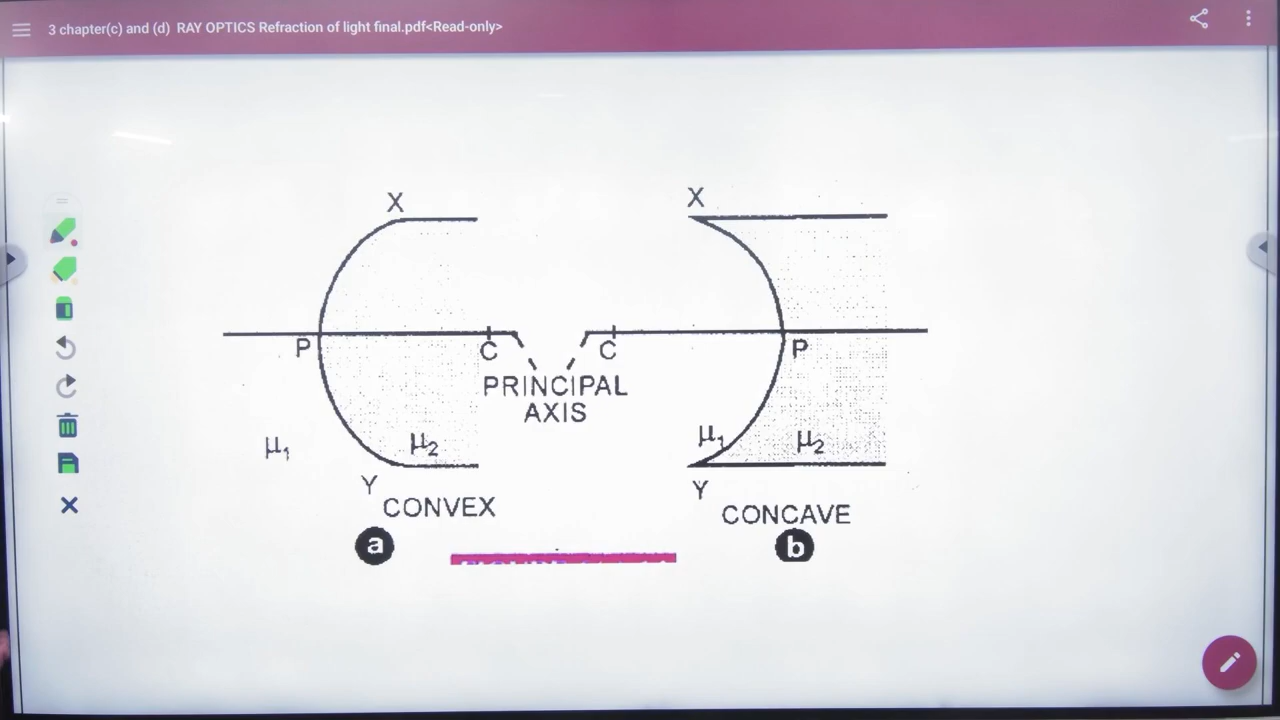 3 chapter(c) and (d) RAY OPTICS Refraction of light final.pdf<Read-only>
X
X
P
C
C
P
PRINCIPAL
AXIS
μ1
μ2
μ1
μ2
Y
Y
CONVEX
CONCAVE
a
b